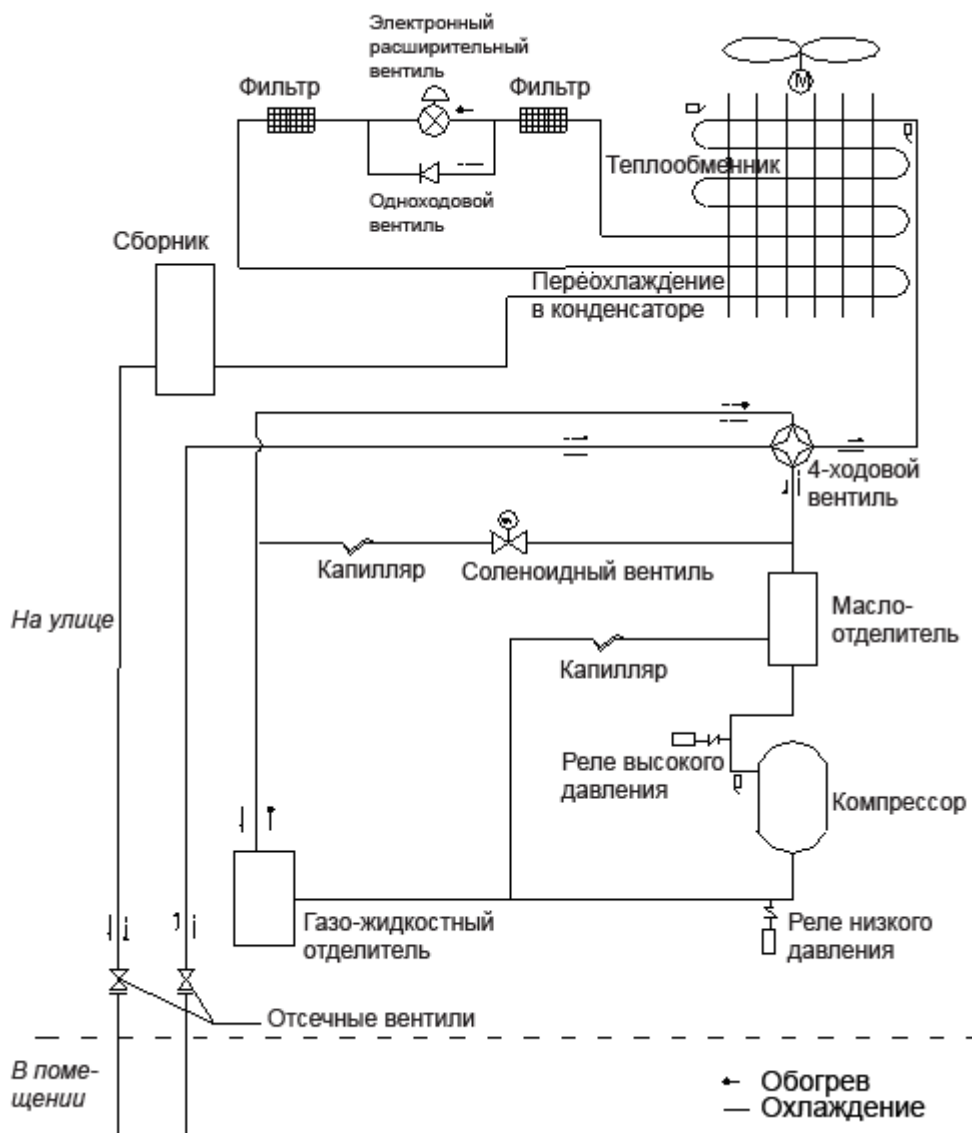 Электронный
расширительный
вентиль
Фильтр
Фильтр
M
Теплообменник
Одноходовой
вентиль
Сборник
Переохлаждение
в конденсаторе
4-ходовой
вентиль
Капилляр
Соленоидный вентиль
На улице
Масло-
отделитель
Капилляр
Реле высокого
давления
Компрессор
Газо-жидкостный
отделитель
Реле низкого
давления
Отсечные вентили
В поме-
щении
Обогрев
Охлаждение